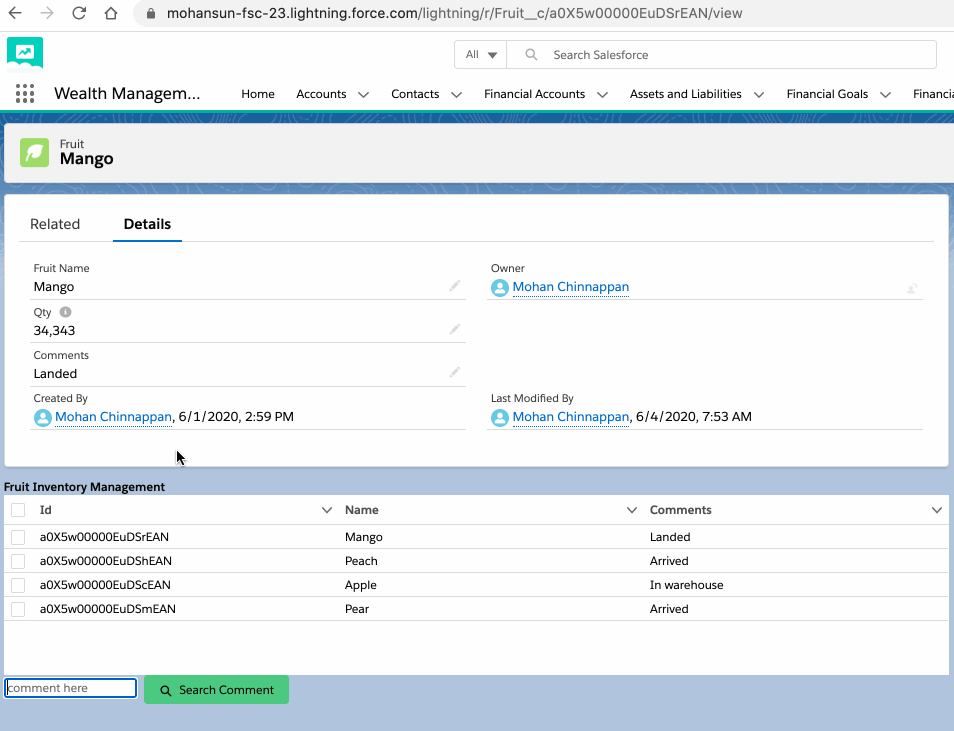 mohansun-fsc-23.lightning.force.com/lightning/r/Fruit__c/a0X5w00000EuDSrEAN/view
All Search Salesforce
Wealth Managem... Home Accounts Contacts Financial Accounts Assets and Liabilities Financial Goals Financia
Fruit
Mango
Related Details
Fruit Name Owner
Mango Mohan Chinnappan
Qty
34,343
Comments
Landed
Created By Last Modified By
Mohan Chinnappan, 6/1/2020, 2:59 PM Mohan Chinnappan, 6/4/2020, 7:53 AM
Fruit Inventory Management
Id Name Comments
a0X5w00000EuDSrEAN Mango Landed
a0X5w00000EuDShEAN Peach Arrived
a0X5w00000EuDScEAN Apple In warehouse
a0X5w00000EuDSmEAN Pear Arrived
comment here Search Comment